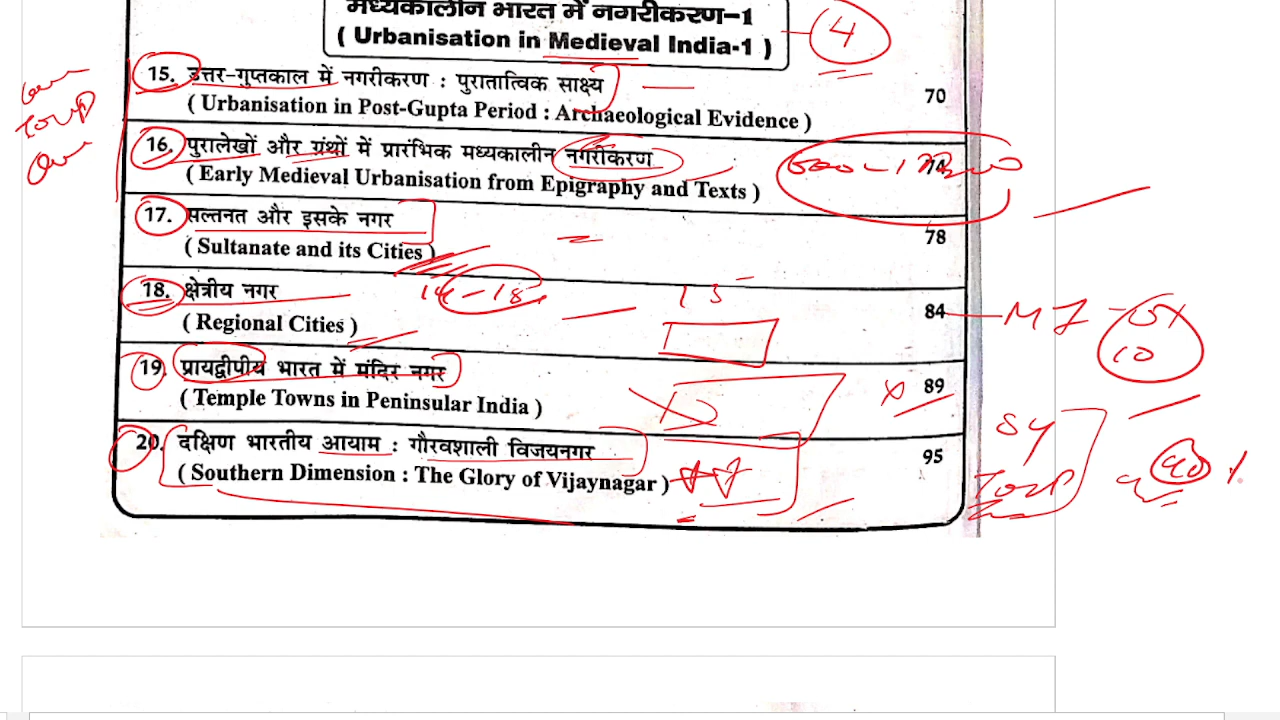 मध्यकालीन भारत में नगरीकरण-1
( Urbanisation in Medieval India-1 )
4
15. उत्तर-गुप्तकाल में नगरीकरण : पुरातात्विक साक्ष्य
( Urbanisation in Post-Gupta Period : Archaeological Evidence )
70
16. पुरालेखों और ग्रंथों में प्रारंभिक मध्यकालीन नगरीकरण
( Early Medieval Urbanisation from Epigraphy and Texts )
74
17. सल्तनत और इसके नगर
( Sultanate and its Cities )
78
18. क्षेत्रीय नगर
( Regional Cities )
84
14-18
15
10
19. प्रायद्वीपीय भारत में मंदिर नगर
( Temple Towns in Peninsular India )
89
20. दक्षिण भारतीय आयाम : गौरवशाली विजयनगर
( Southern Dimension : The Glory of Vijaynagar )
95